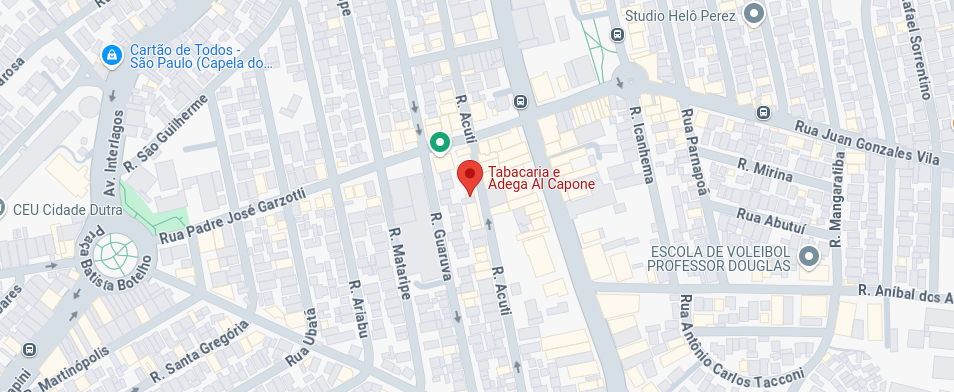 Studio Helô Perez
Cartão de Todos -
São Paulo (Capela do...
Av. Interlagos
R. São Guilherme
R. Acuti
R. Icanhema
Rua Parnapoá
Rua Juan Gonzales Vila
R. Mirina
R. Mangaratiba
Rafael Sorrentino
Tabacaria e
Adega Al Capone
CEU Cidade Dutra
Rua Padre José Garzotti
Rua Abutuí
Praça
Batista Botelho
R. Guaruva
R. Mataripe
R. Ariabu
R. Acuti
ESCOLA DE VOLEIBOL
PROFESSOR DOUGLAS
R. Aníbal dos A
Rua Ubatá
R. Santa Gregória
Martinópolis
Rua Antônio Carlos Tacconi